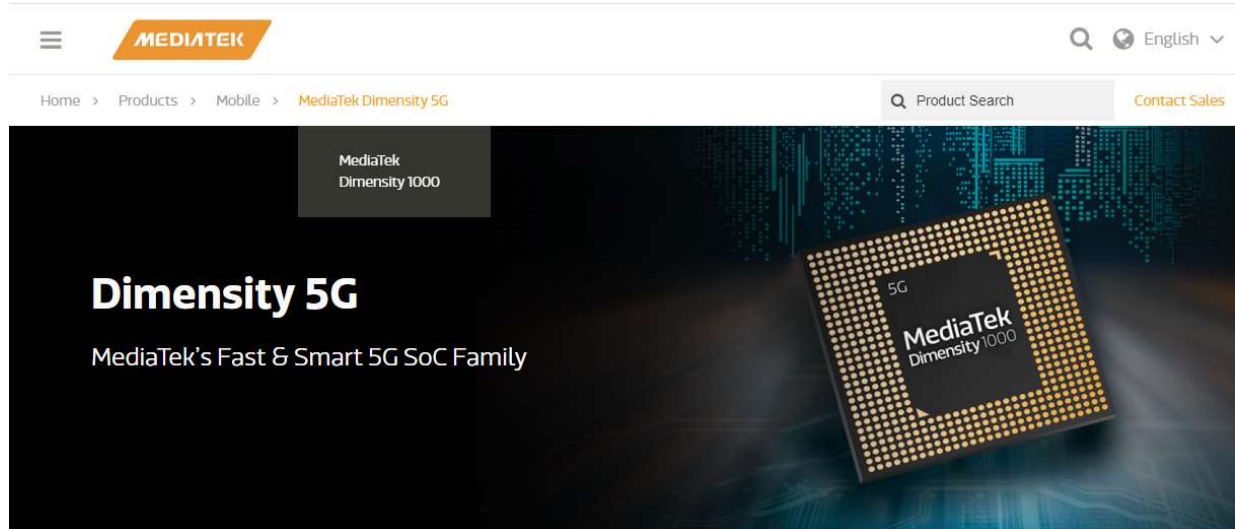 MEDIATEK
English
Home > Products > Mobile > MediaTek Dimensity 5G
Product Search
Contact Sales
MediaTek
Dimensity 1000
Dimensity 5G
MediaTek's Fast & Smart 5G SoC Family
5G
MediaTek
Dimensity 1000